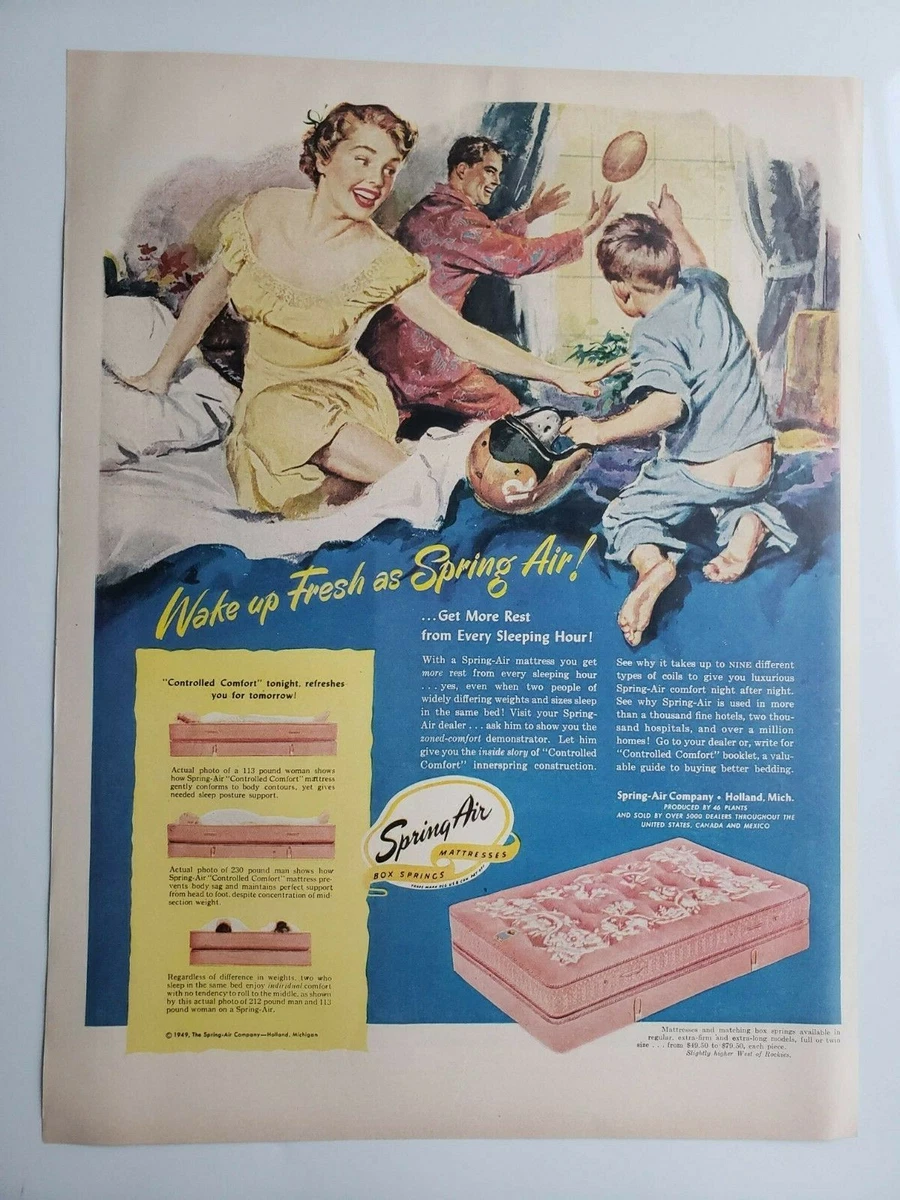 12
Wake up Fresh as Spring Air!
...Get More Rest
from Every Sleeping Hour!
With a Spring-Air mattress you get
more rest from every sleeping hour
... yes, even when two people of
widely differing weights and sizes sleep
in the same bed! Visit your Spring-
Air dealer ... ask him to show you the
zoned-comfort demonstrator. Let him
give you the inside story of "Controlled
Comfort" innerspring construction.
See why it takes up to NINE different
types of coils to give you luxurious
Spring-Air comfort night after night.
See why Spring-Air is used in more
than a thousand fine hotels, two thou-
sand hospitals, and over a million
homes! Go to your dealer or, write for
"Controlled Comfort" booklet, a valu-
able guide to buying better bedding.
Spring-Air Company • Holland, Mich.
PRODUCED BY 46 PLANTS
AND SOLD BY OVER 5000 DEALERS THROUGHOUT THE
UNITED STATES, CANADA AND MEXICO
"Controlled Comfort" tonight, refreshes
you for tomorrow!
Actual photo of a 113 pound woman shows
how Spring-Air "Controlled Comfort" mattress
gently conforms to body contours, yet gives
needed sleep posture support.
Actual photo of 230 pound man shows how
Spring-Air "Controlled Comfort" mattress pre-
vents body sag and maintains perfect support
from head to foot, despite concentration of mid-
section weight.
Regardless of difference in weights, two who
sleep in the same bed enjoy individual comfort
with no tendency to roll to the middle, as shown
by this actual photo of 212 pound man and 113
pound woman on a Spring-Air.
© 1949, The Spring-Air Company—Holland, Michigan
Spring Air
MATTRESSES
BOX SPRINGS
TRADE MARK REG. U.S. PAT. OFF.
Mattresses and matching box springs available in
regular, extra-firm and extra-long models, full or twin
size ... from $49.50 to $79.50, each piece.
Slightly higher West of Rockies.